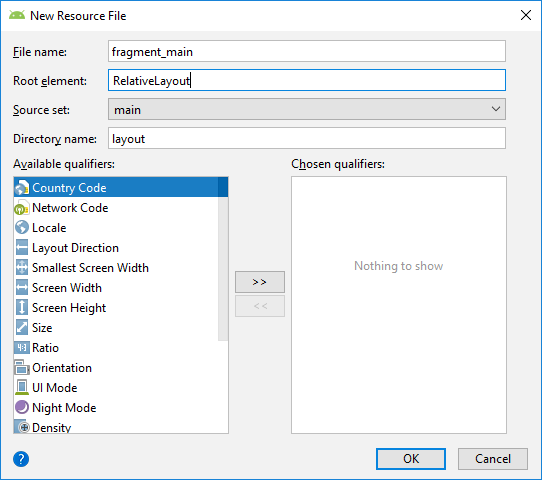 New Resource File
File name: fragment_main
Root element: RelativeLayout
Source set: main
Directory name: layout
Available qualifiers: Chosen qualifiers:
Country Code
Network Code
Locale
Layout Direction
Smallest Screen Width
Nothing to show
Screen Width
>>
Screen Height
<<
Size
Ratio
Orientation
UI Mode
Night Mode
Density
? OK Cancel